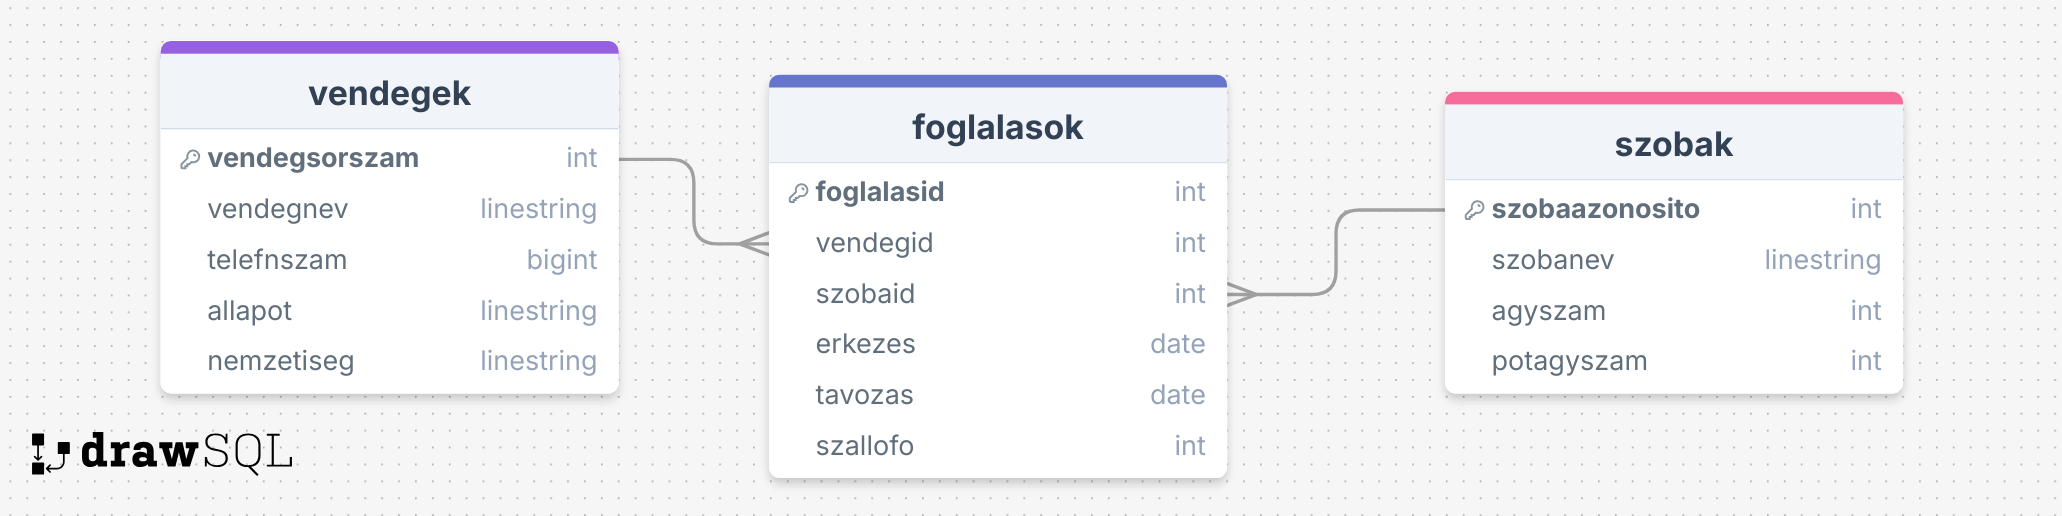 vendegek
vendegsorszam int
vendegnev linestring
telefnszam bigint
allapot linestring
nemzetiseg linestring
foglalasok
foglalasid int
vendegid int
szobaid int
erkezes date
tavozas date
szallofo int
szobak
szobaazonosito int
szobanev linestring
agyszam int
potagyszam int
drawSQL